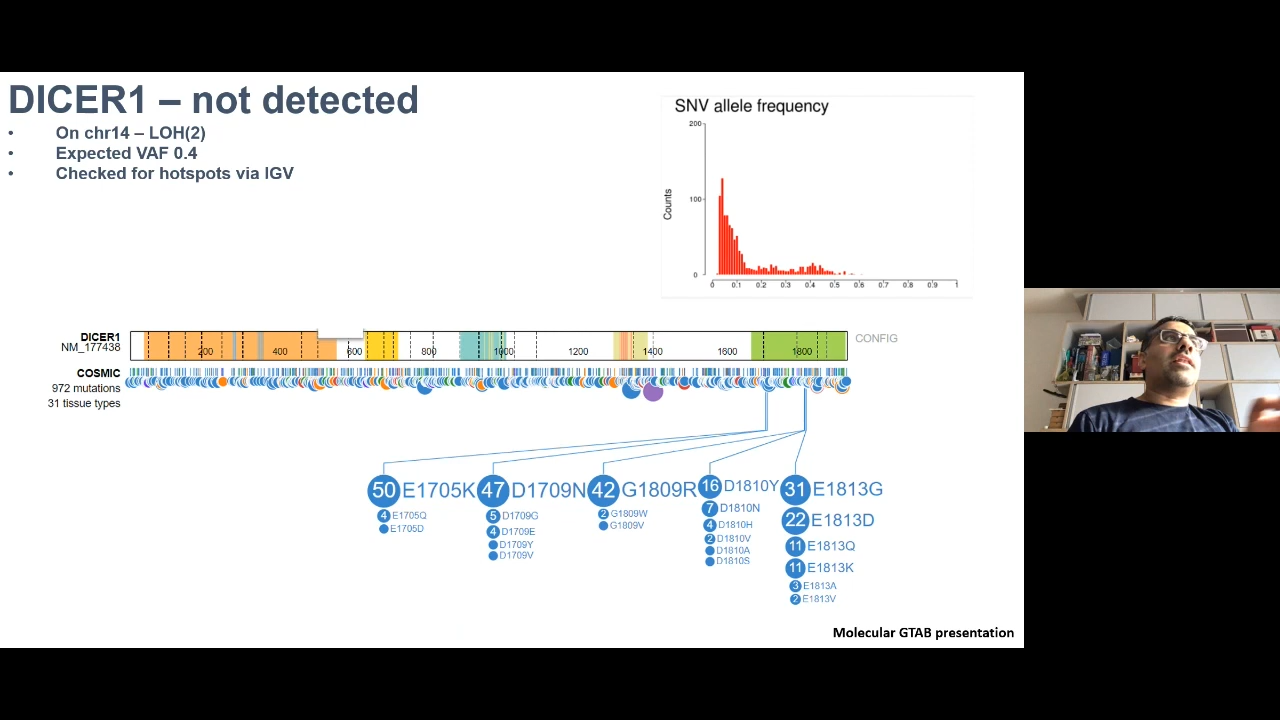 DICER1 – not detected
• On chr14 – LOH(2)
• Expected VAF 0.4
• Checked for hotspots via IGV
SNV allele frequency
Counts
200
100
0
0 0.1 0.2 0.3 0.4 0.5 0.6 0.7 0.8 0.9 1
DICER1
NM_177438
200 400 600 800 1000 1200 1400 1600 1800
CONFIG
COSMIC
972 mutations
31 tissue types
50 E1705K
4 E1705Q
E1705D
47 D1709N
5 D1709G
4 D1709E
D1709Y
D1709V
42 G1809R
2 G1809W
G1809V
16 D1810Y
7 D1810N
4 D1810H
2 D1810V
D1810A
D1810S
31 E1813G
22 E1813D
11 E1813Q
11 E1813K
3 E1813A
2 E1813V
Molecular GTAB presentation